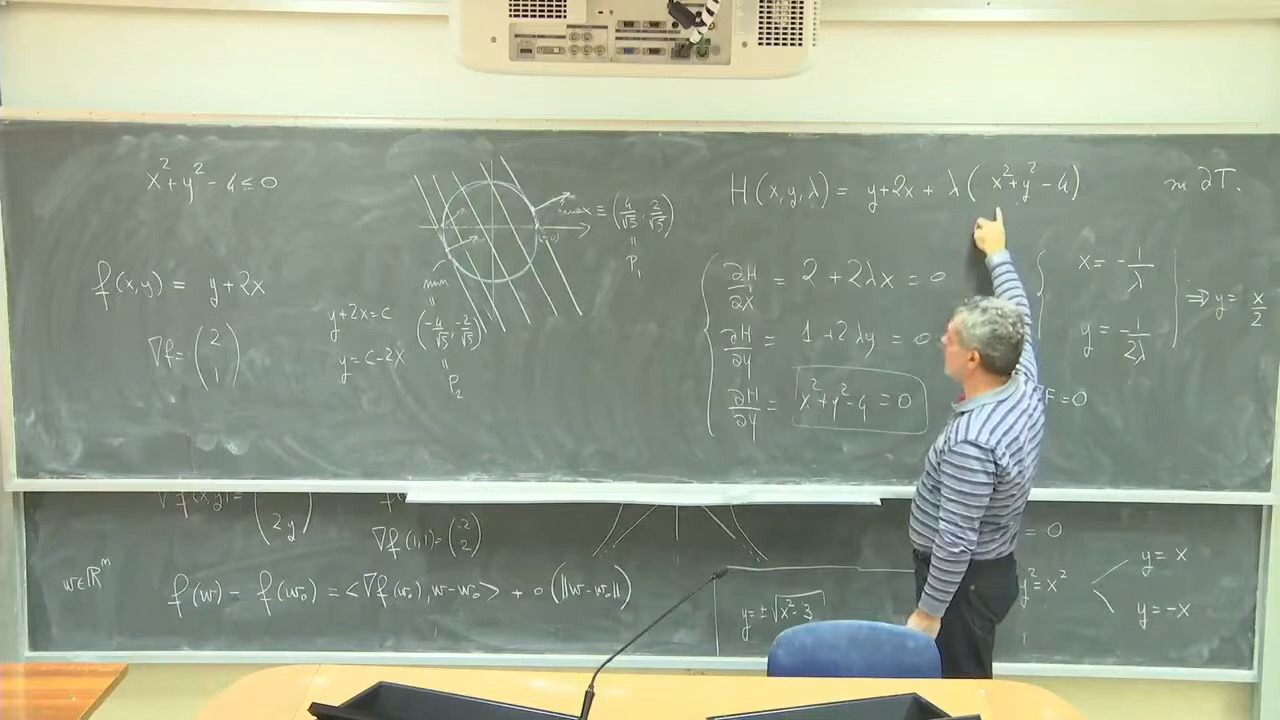 x² + y² - 4 ≤ 0
f(x,y) = y+2x
∇f = (2 1)
y+2x=c
y=c-2x
min
"
(-4/√5, -2/√5)
"
P₂
max ≡ (4/√5, 2/√5)
"
P₁
H(x,y,λ) = y+2x + λ( x²+y² - 4) in ∂T.
∂H/∂x = 2 + 2λx = 0
∂H/∂y = 1 + 2λy = 0
∂H/∂y = x²+y²-4 = 0
x = -1/λ
y = -1/2λ
⇒ y = x/2
F = 0
∇f(x,y) = ( 2y)
∇f(1,1) = (-2 2)
w∈ℝᵐ
f(w) - f(w₀) = <∇f(w₀), w-w₀> + o(‖w-w₀‖)
y=±√x²-3
= 0
y²=x²
y = x
y = -x